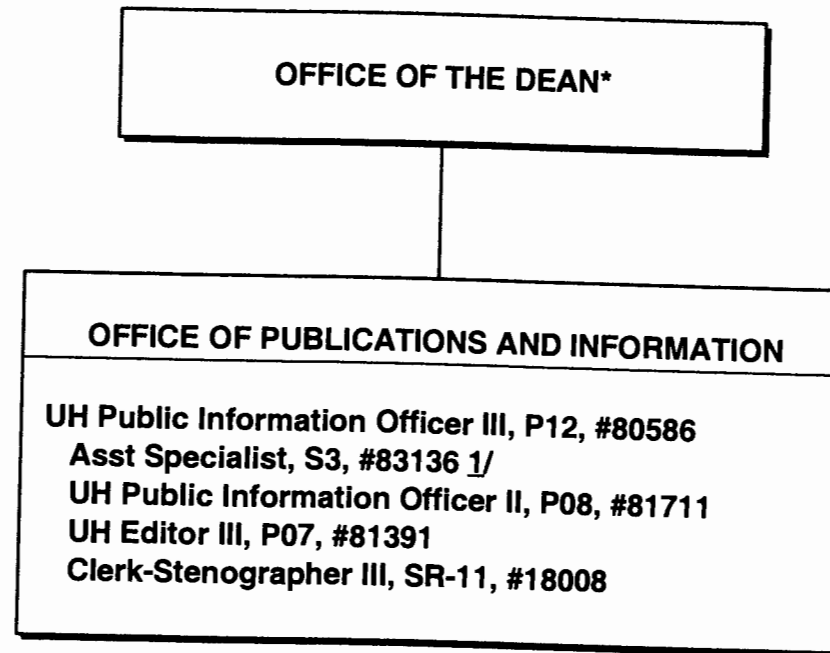 OFFICE OF THE DEAN*
OFFICE OF PUBLICATIONS AND INFORMATION
UH Public Information Officer III, P12, #80586
Asst Specialist, S3, #83136 1/
UH Public Information Officer II, P08, #81711
UH Editor III, P07, #81391
Clerk-Stenographer III, SR-11, #18008